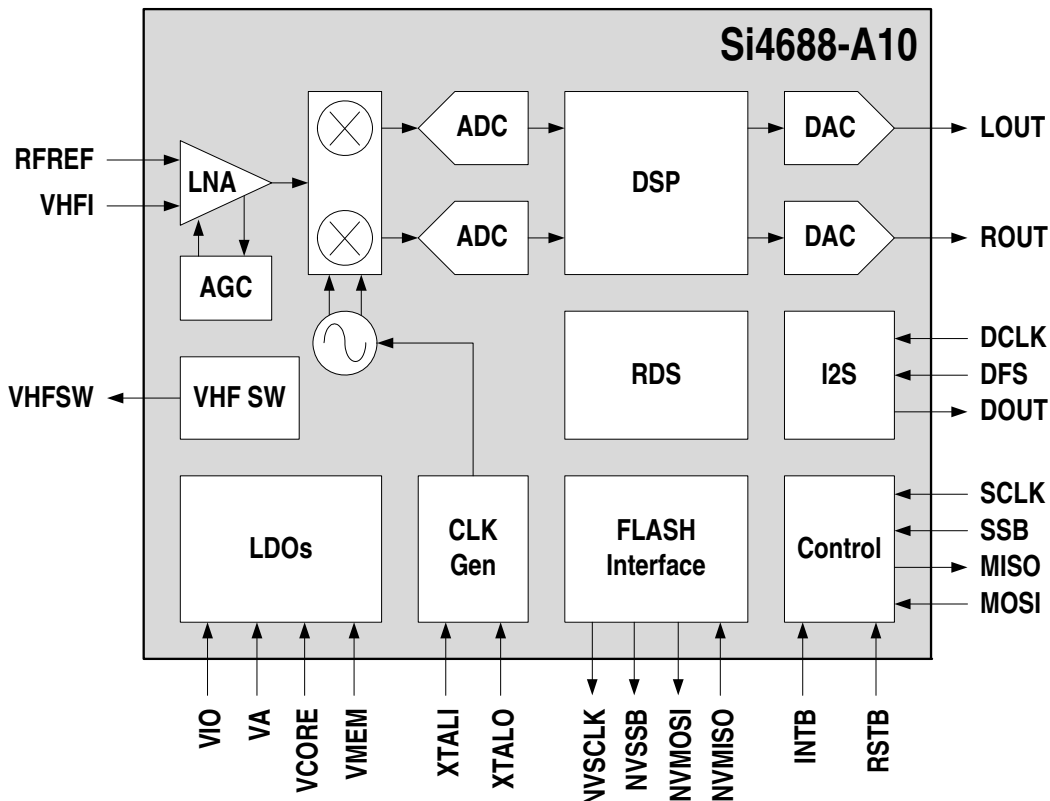 Si4688-A10
RFREF
VHFI
LNA
AGC
ADC
ADC
DSP
DAC
DAC
LOUT
ROUT
VHFSW
VHF SW
RDS
I2S
DCLK
DFS
DOUT
LDOs
CLK
Gen
FLASH
Interface
Control
SCLK
SSB
MISO
MOSI
VIO
VA
VCORE
VMEM
XTALI
XTALO
NVSCLK
NVSSB
NVMOSI
NVMISO
INTB
RSTB